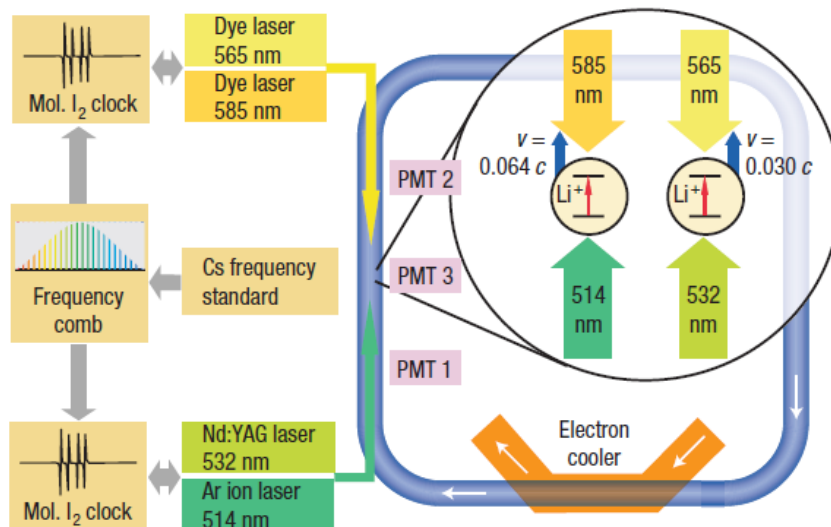 Mol. I2 clock
Dye laser
565 nm
Dye laser
585 nm
Frequency
comb
Cs frequency
standard
Mol. I2 clock
Nd:YAG laser
532 nm
Ar ion laser
514 nm
PMT 2
PMT 3
PMT 1
585
nm
565
nm
v =
0.064 c
v =
0.030 c
Li+
Li+
514
nm
532
nm
Electron
cooler